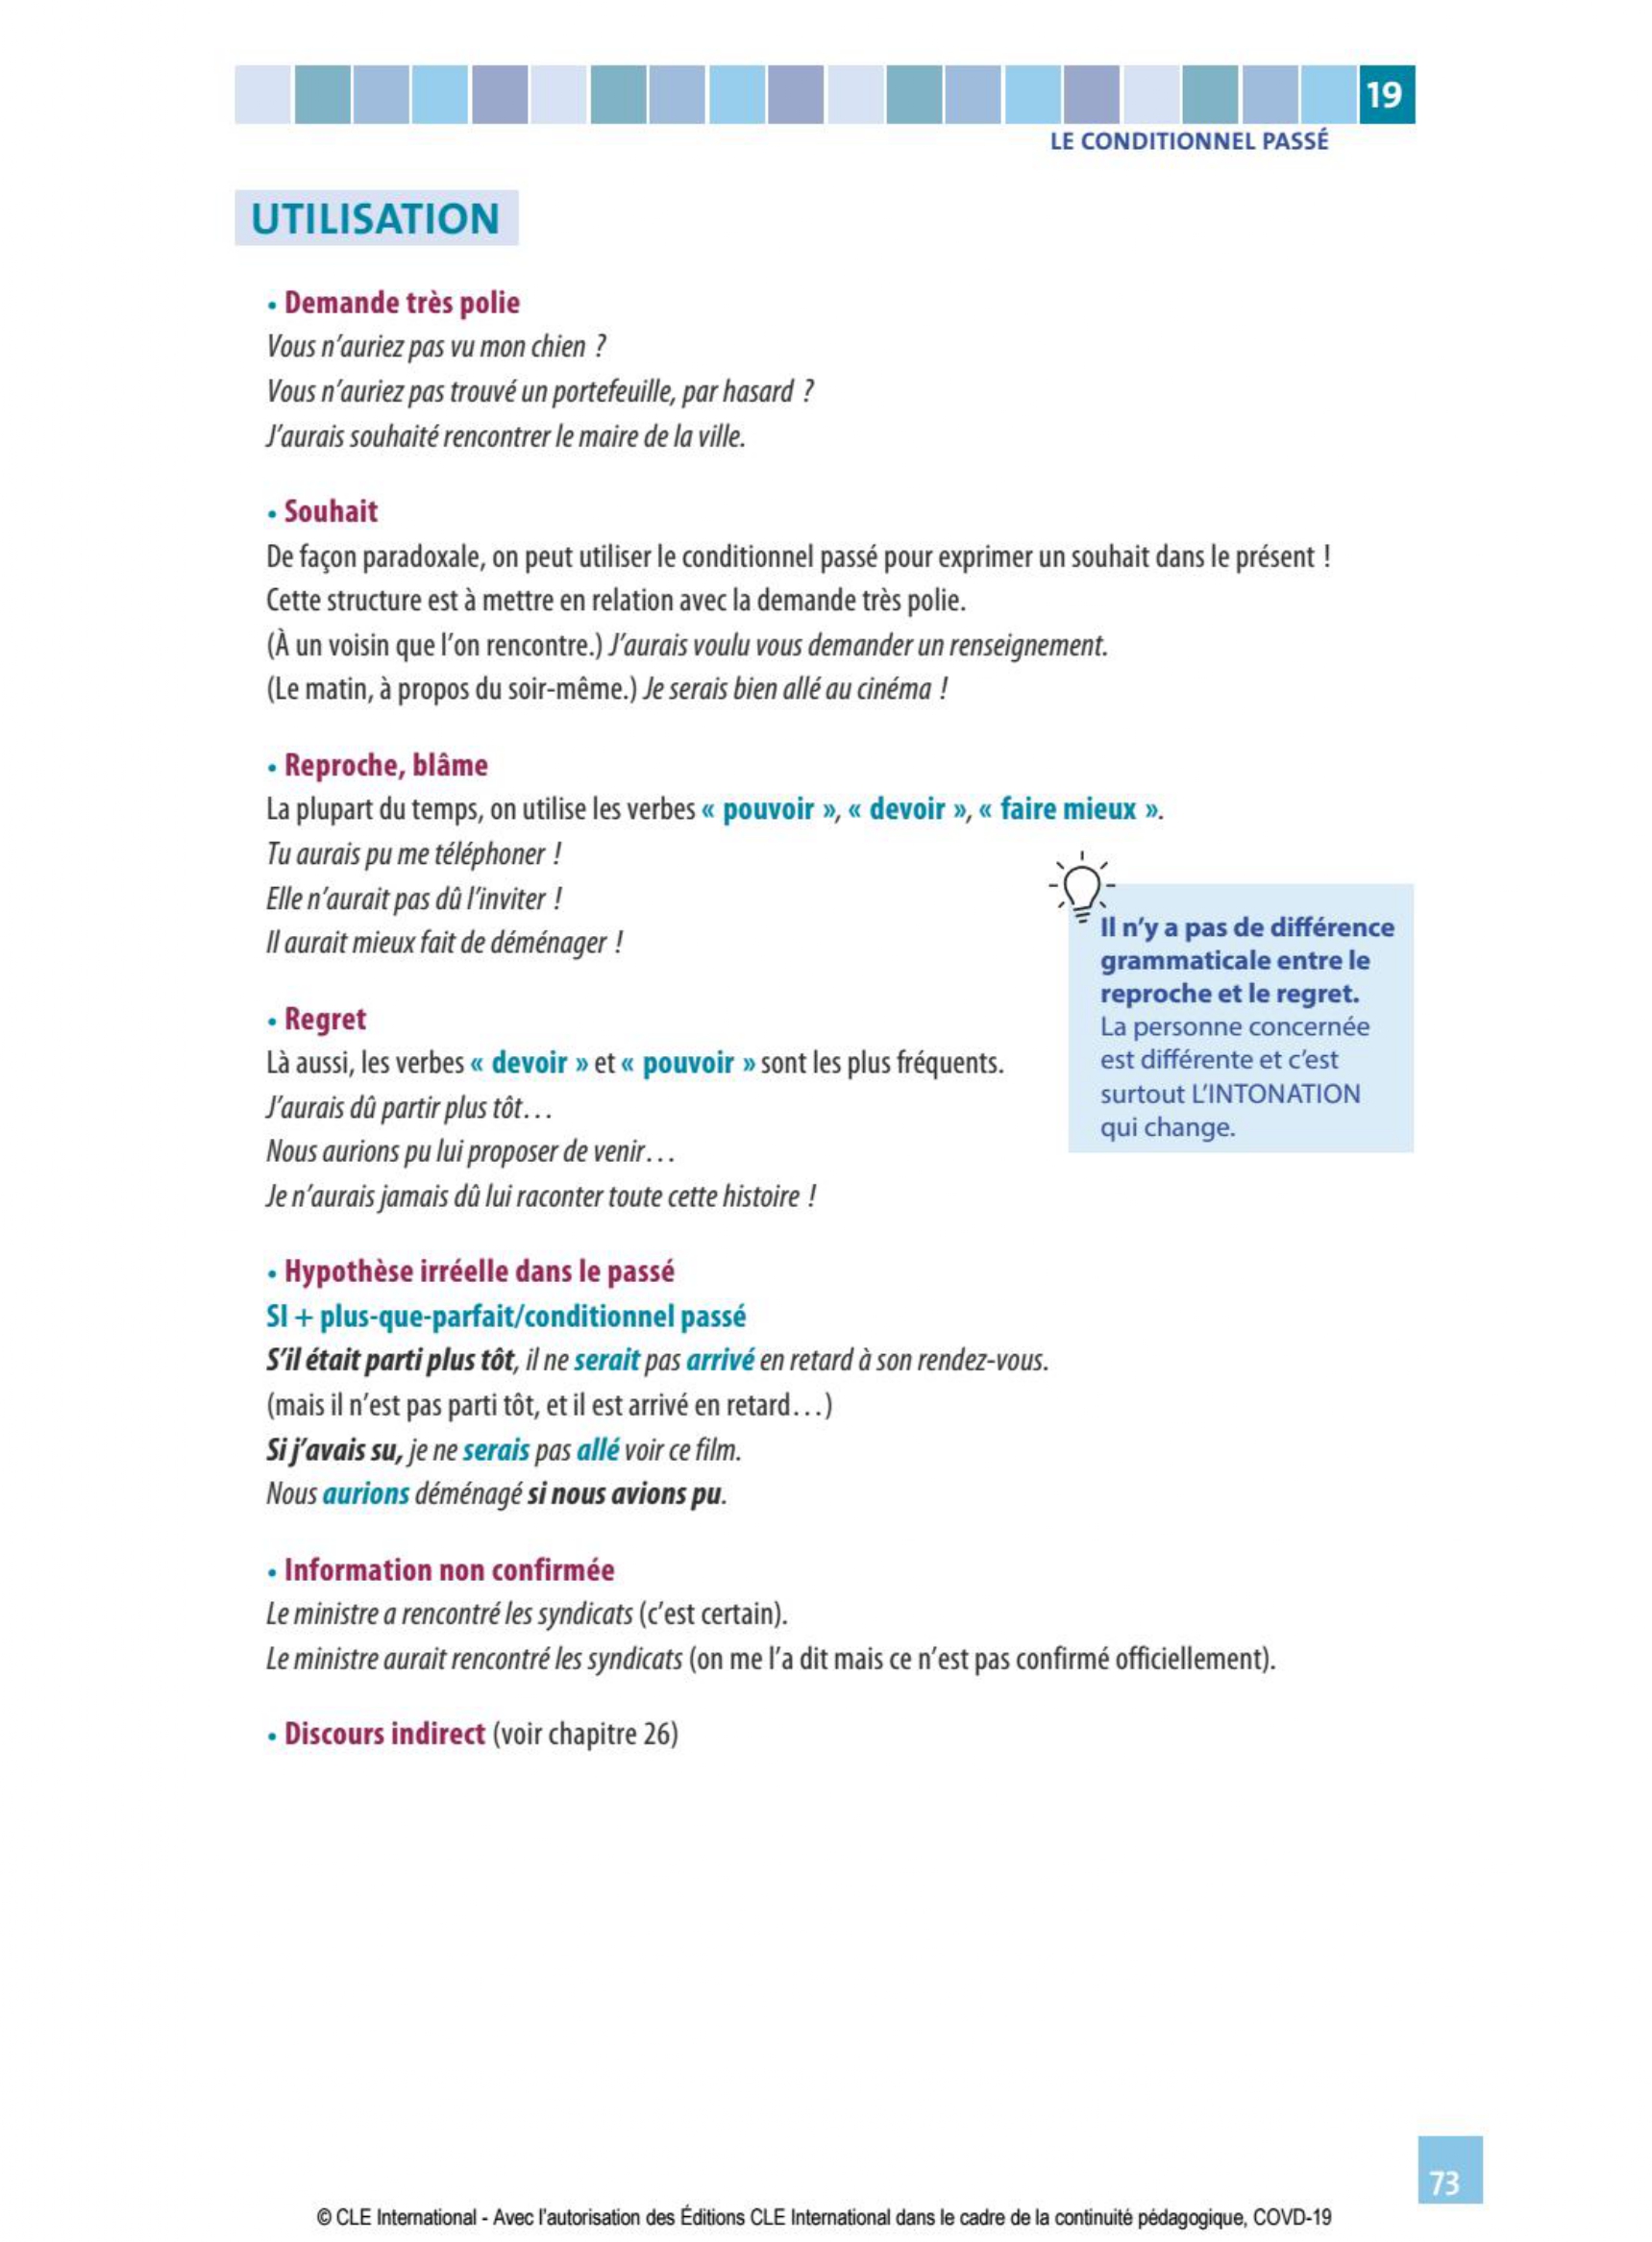 19
LE CONDITIONNEL PASSÉ
UTILISATION
• Demande très polie
Vous n'auriez pas vu mon chien ?
Vous n'auriez pas trouvé un portefeuille, par hasard ?
J'aurais souhaité rencontrer le maire de la ville.
• Souhait
De façon paradoxale, on peut utiliser le conditionnel passé pour exprimer un souhait dans le présent !
Cette structure est à mettre en relation avec la demande très polie.
(À un voisin que l'on rencontre.) J'aurais voulu vous demander un renseignement.
(Le matin, à propos du soir-même.) Je serais bien allé au cinéma !
• Reproche, blâme
La plupart du temps, on utilise les verbes « pouvoir », « devoir », « faire mieux ».
Tu aurais pu me téléphoner !
Elle n'aurait pas dû l'inviter !
Il aurait mieux fait de déménager !
• Regret
Là aussi, les verbes « devoir » et « pouvoir » sont les plus fréquents.
J'aurais dû partir plus tôt…
Nous aurions pu lui proposer de venir…
Je n'aurais jamais dû lui raconter toute cette histoire !
Il n'y a pas de différence
grammaticale entre le
reproche et le regret.
La personne concernée
est différente et c'est
surtout L'INTONATION
qui change.
• Hypothèse irréelle dans le passé
SI + plus-que-parfait/conditionnel passé
S'il était parti plus tôt, il ne serait pas arrivé en retard à son rendez-vous.
(mais il n'est pas parti tôt, et il est arrivé en retard…)
Si j'avais su, je ne serais pas allé voir ce film.
Nous aurions déménagé si nous avions pu.
• Information non confirmée
Le ministre a rencontré les syndicats (c'est certain).
Le ministre aurait rencontré les syndicats (on me l'a dit mais ce n'est pas confirmé officiellement).
• Discours indirect (voir chapitre 26)
73
© CLE International - Avec l'autorisation des Éditions CLE International dans le cadre de la continuité pédagogique, COVD-19